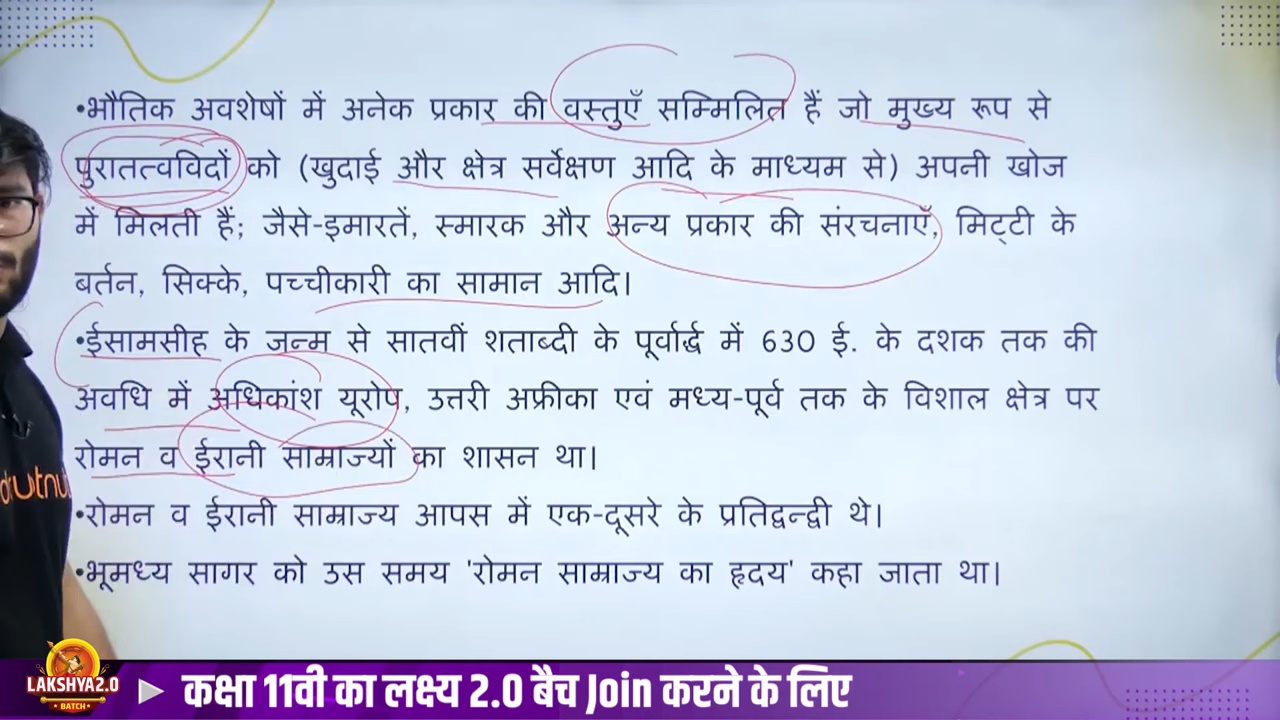 •भौतिक अवशेषों में अनेक प्रकार की वस्तुएँ सम्मिलित हैं जो मुख्य रूप से
पुरातत्वविदों को (खुदाई और क्षेत्र सर्वेक्षण आदि के माध्यम से) अपनी खोज
में मिलती हैं; जैसे-इमारतें, स्मारक और अन्य प्रकार की संरचनाएँ, मिट्टी के
बर्तन, सिक्के, पच्चीकारी का सामान आदि।
•ईसामसीह के जन्म से सातवीं शताब्दी के पूर्वार्द्ध में 630 ई. के दशक तक की
अवधि में अधिकांश यूरोप, उत्तरी अफ्रीका एवं मध्य-पूर्व तक के विशाल क्षेत्र पर
रोमन व ईरानी साम्राज्यों का शासन था।
•रोमन व ईरानी साम्राज्य आपस में एक-दूसरे के प्रतिद्वन्द्वी थे।
•भूमध्य सागर को उस समय 'रोमन साम्राज्य का हृदय' कहा जाता था।
LAKSHYA2.0
BATCH
कक्षा 11वी का लक्ष्य 2.0 बैच Join करने के लिए